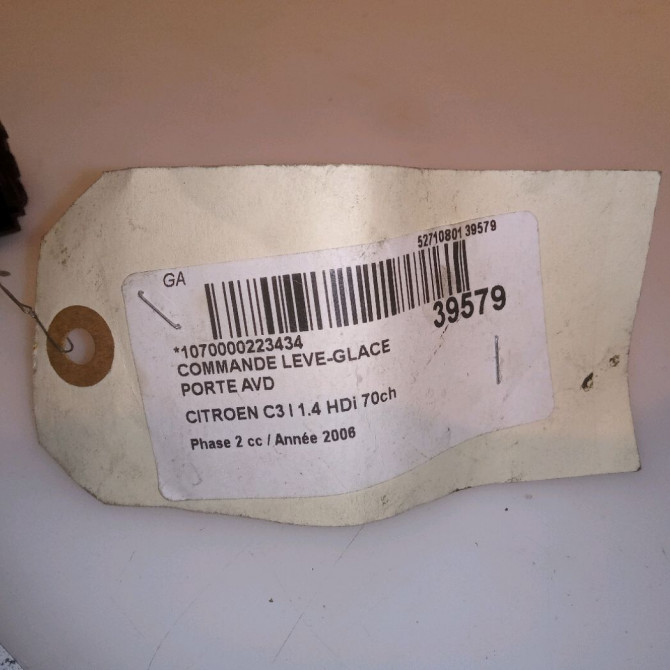 GA
52710801 39579
39579
*1070000223434
COMMANDE LEVE-GLACE
PORTE AVD
CITROEN C3 I 1.4 HDi 70ch
Phase 2 cc / Année 2006